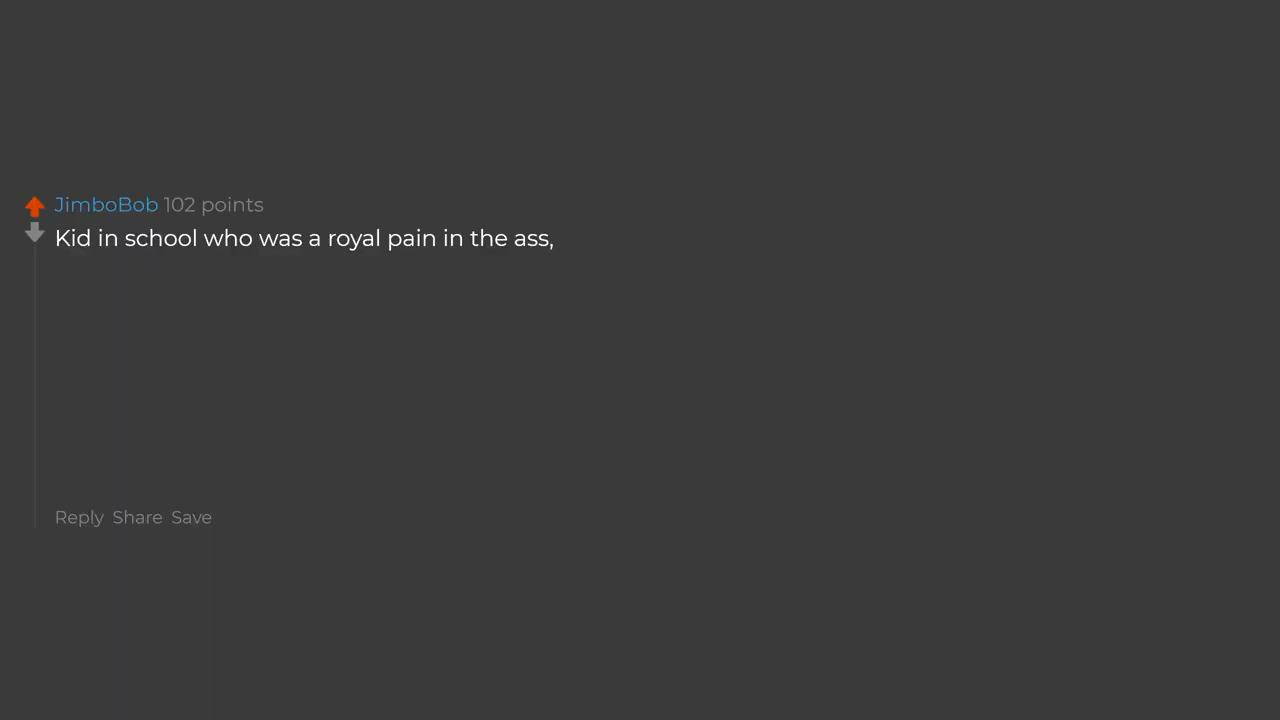 JimboBob 102 points
Kid in school who was a royal pain in the ass,
Reply Share Save